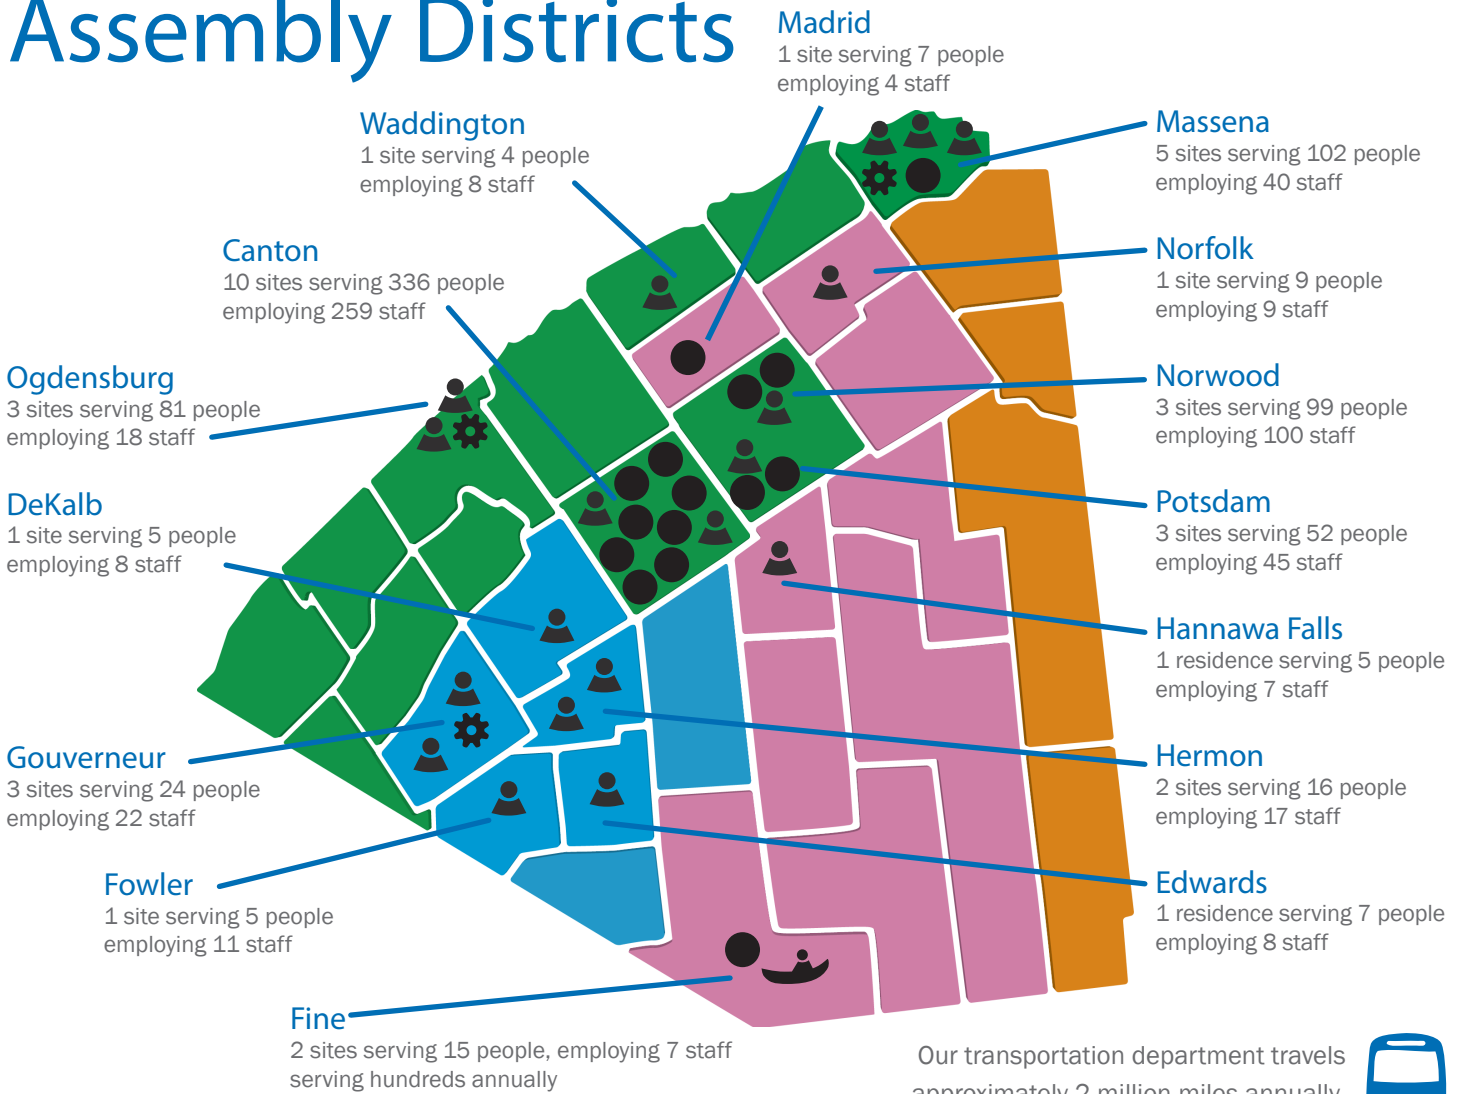 Assembly Districts
Madrid
1 site serving 7 people
employing 4 staff
Waddington
1 site serving 4 people
employing 8 staff
Massena
5 sites serving 102 people
employing 40 staff
Canton
10 sites serving 336 people
employing 259 staff
Norfolk
1 site serving 9 people
employing 9 staff
Ogdensburg
3 sites serving 81 people
employing 18 staff
Norwood
3 sites serving 99 people
employing 100 staff
DeKalb
1 site serving 5 people
employing 8 staff
Potsdam
3 sites serving 52 people
employing 45 staff
Hannawa Falls
1 residence serving 5 people
employing 7 staff
Gouverneur
3 sites serving 24 people
employing 22 staff
Hermon
2 sites serving 16 people
employing 17 staff
Fowler
1 site serving 5 people
employing 11 staff
Edwards
1 residence serving 7 people
employing 8 staff
Fine
2 sites serving 15 people, employing 7 staff
serving hundreds annually
Our transportation department travels
approximately 2 million miles annually